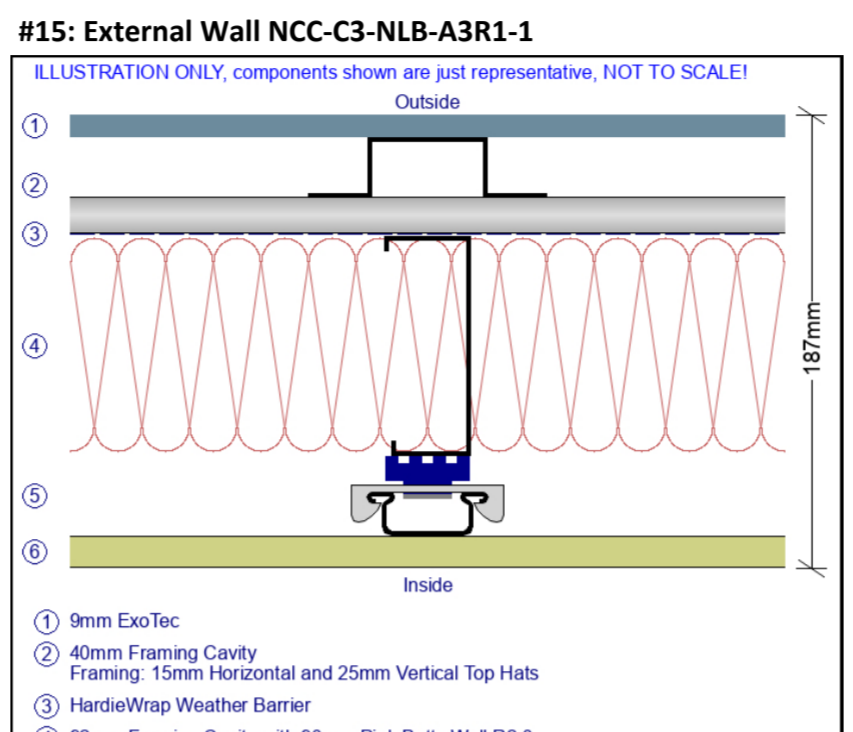 #15: External Wall NCC-C3-NLB-A3R1-1
ILLUSTRATION ONLY, components shown are just representative, NOT TO SCALE!
Outside
1
2
3
4
5
6
187mm
Inside
1 9mm ExoTec
2 40mm Framing Cavity
Framing: 15mm Horizontal and 25mm Vertical Top Hats
3 HardieWrap Weather Barrier